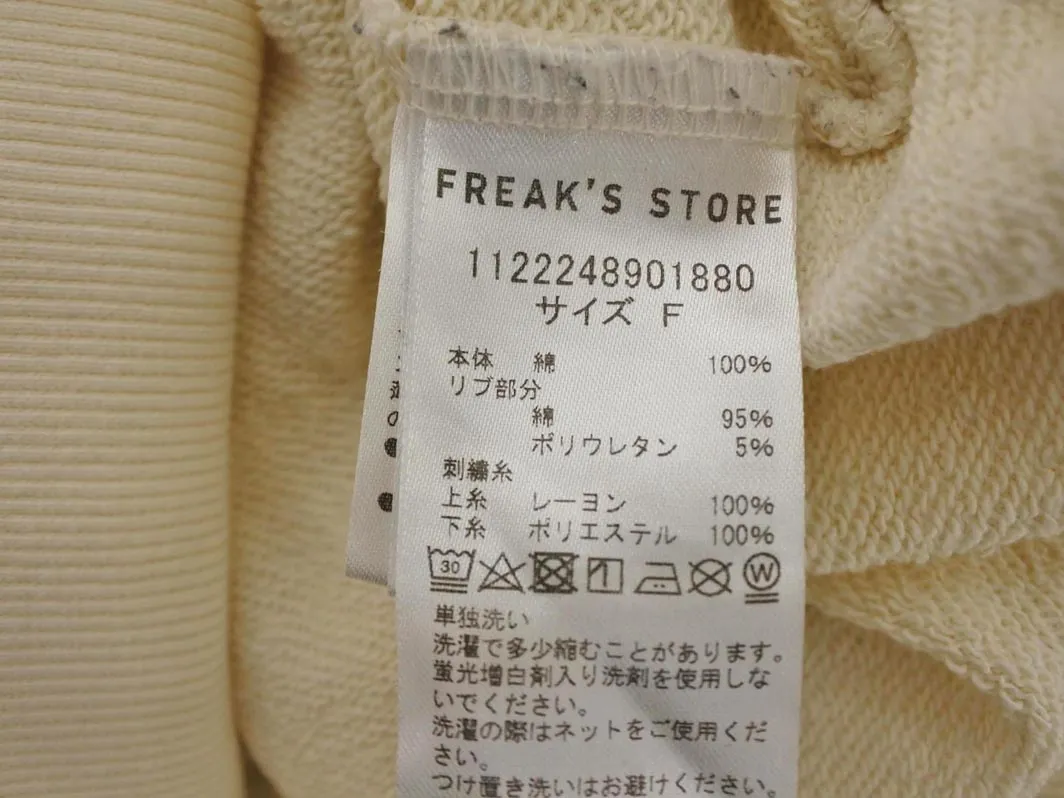 FREAK'S STORE
1122248901880
サイズ F
本体 綿 100%
リブ部分
綿 95%
ポリウレタン 5%
刺繍糸
上糸 レーヨン 100%
下糸 ポリエステル 100%
30 W
単独洗い
洗濯で多少縮むことがあります。
蛍光増白剤入り洗剤を使用しな
いでください。
洗濯の際はネットをご使用くだ
さい。
つけ置き洗いはお避けください。